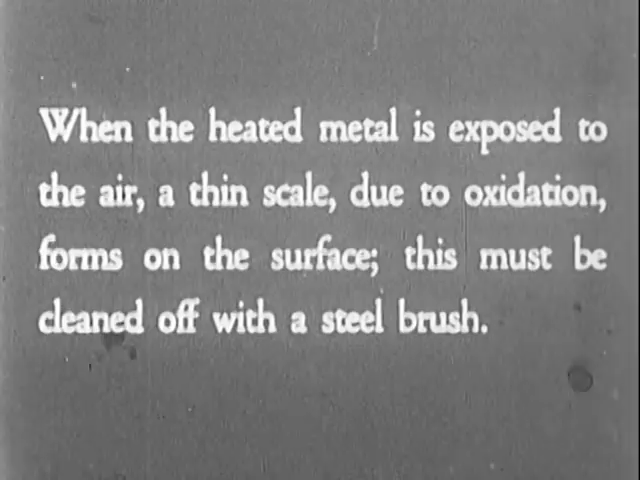 When the heated metal is exposed to
the air, a thin scale, due to oxidation,
forms on the surface; this must be
cleaned off with a steel brush.